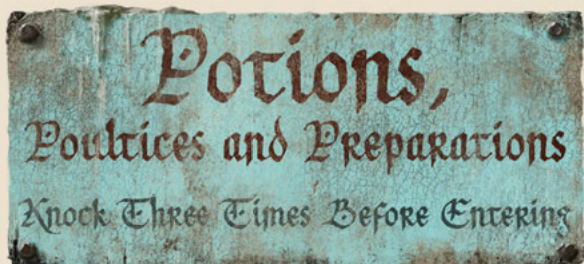 Potions,
Poultices and Preparations
Knock Three Times Before Entering